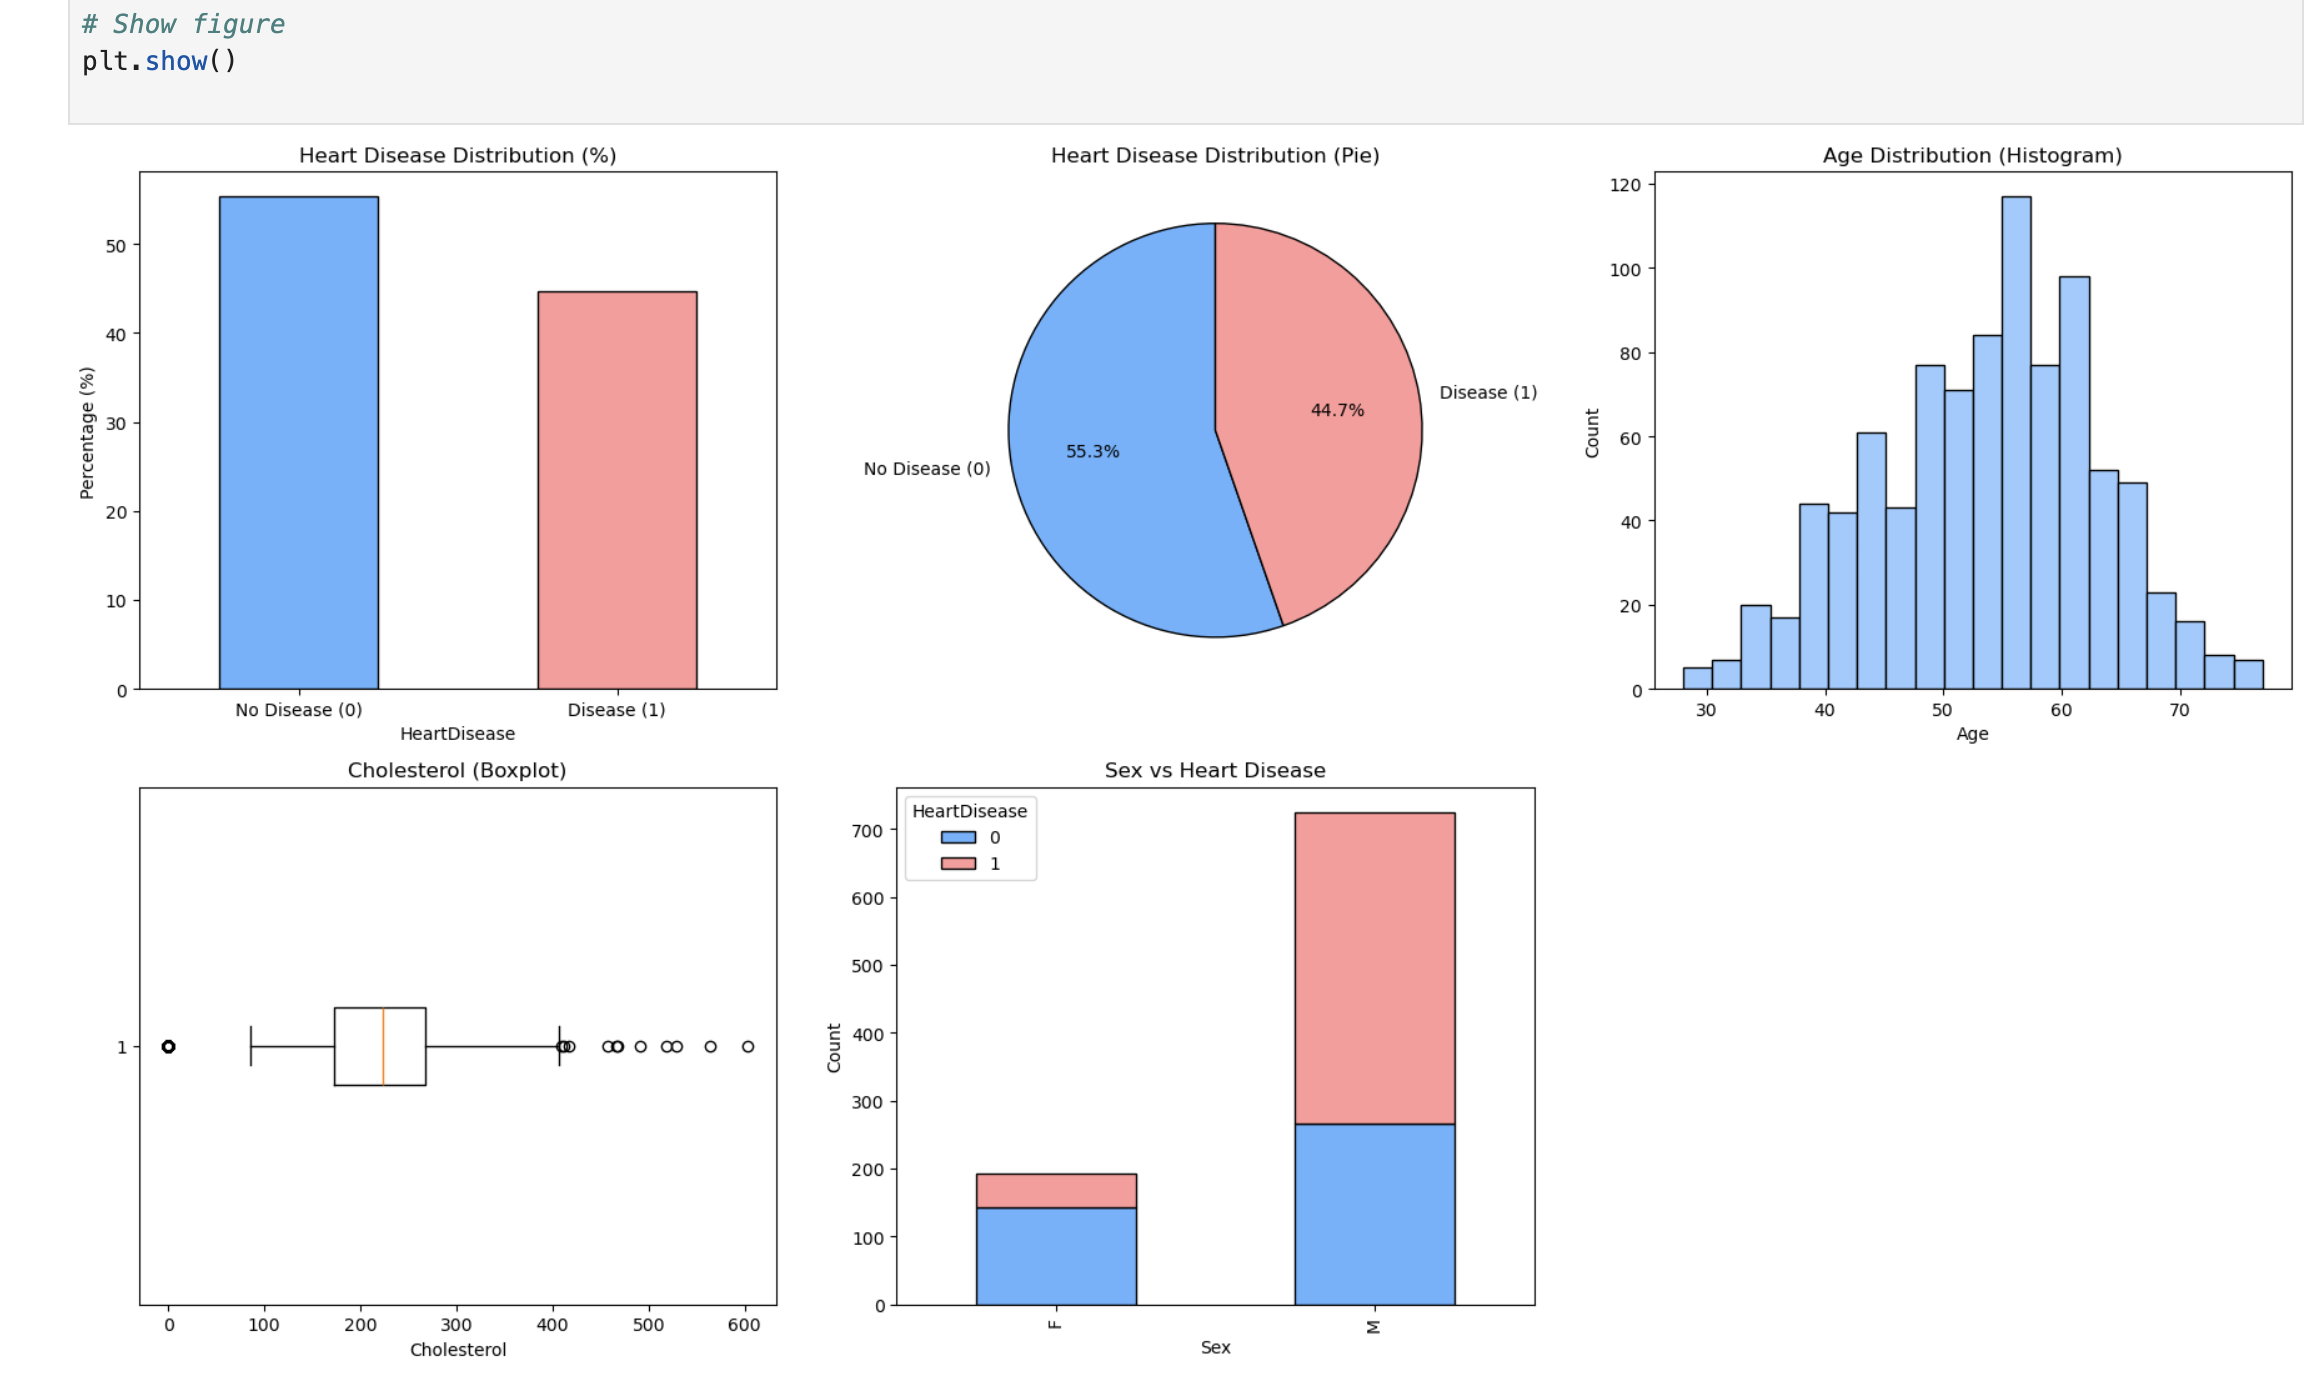 # Show figure
plt.show()
Heart Disease Distribution (%)
Percentage (%)
50
40
30
20
10
0
No Disease (0)
Disease (1)
HeartDisease
Heart Disease Distribution (Pie)
44.7%
Disease (1)
55.3%
No Disease (0)
Age Distribution (Histogram)
Count
120
100
80
60
40
20
0
30 40 50 60 70
Age
Cholesterol (Boxplot)
1
0 100 200 300 400 500 600
Cholesterol
Sex vs Heart Disease
HeartDisease
0
1
Count
700
600
500
400
300
200
100
0
F M
Sex